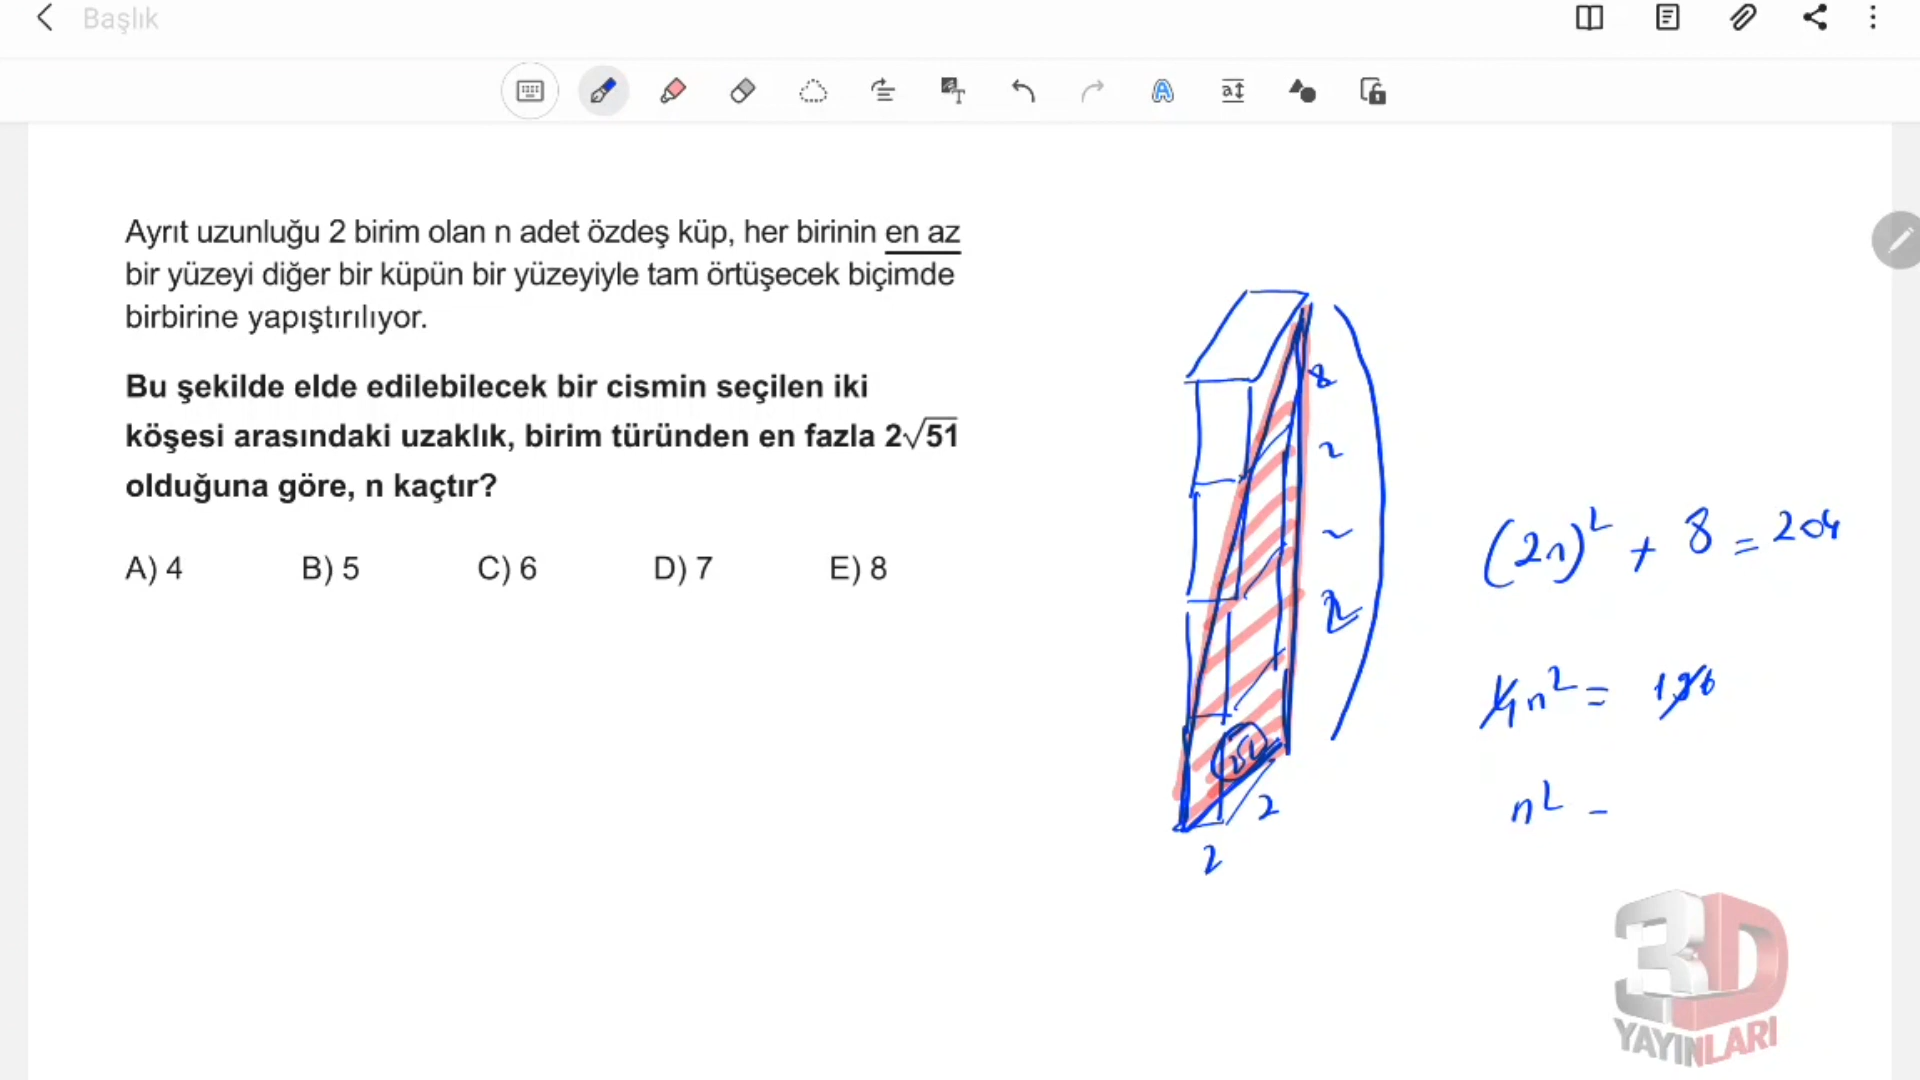 Başlık
Ayrıt uzunluğu 2 birim olan n adet özdeş küp, her birinin en az
bir yüzeyi diğer bir küpün bir yüzeyiyle tam örtüşecek biçimde
birbirine yapıştırılıyor.
Bu şekilde elde edilebilecek bir cismin seçilen iki
köşesi arasındaki uzaklık, birim türünden en fazla 2√51
olduğuna göre, n kaçtır?
A) 4 B) 5 C) 6 D) 7 E) 8
2
2
2
2
(2n)² + 8 = 204
4n² = 196
n² =
3D
YAYINLARI